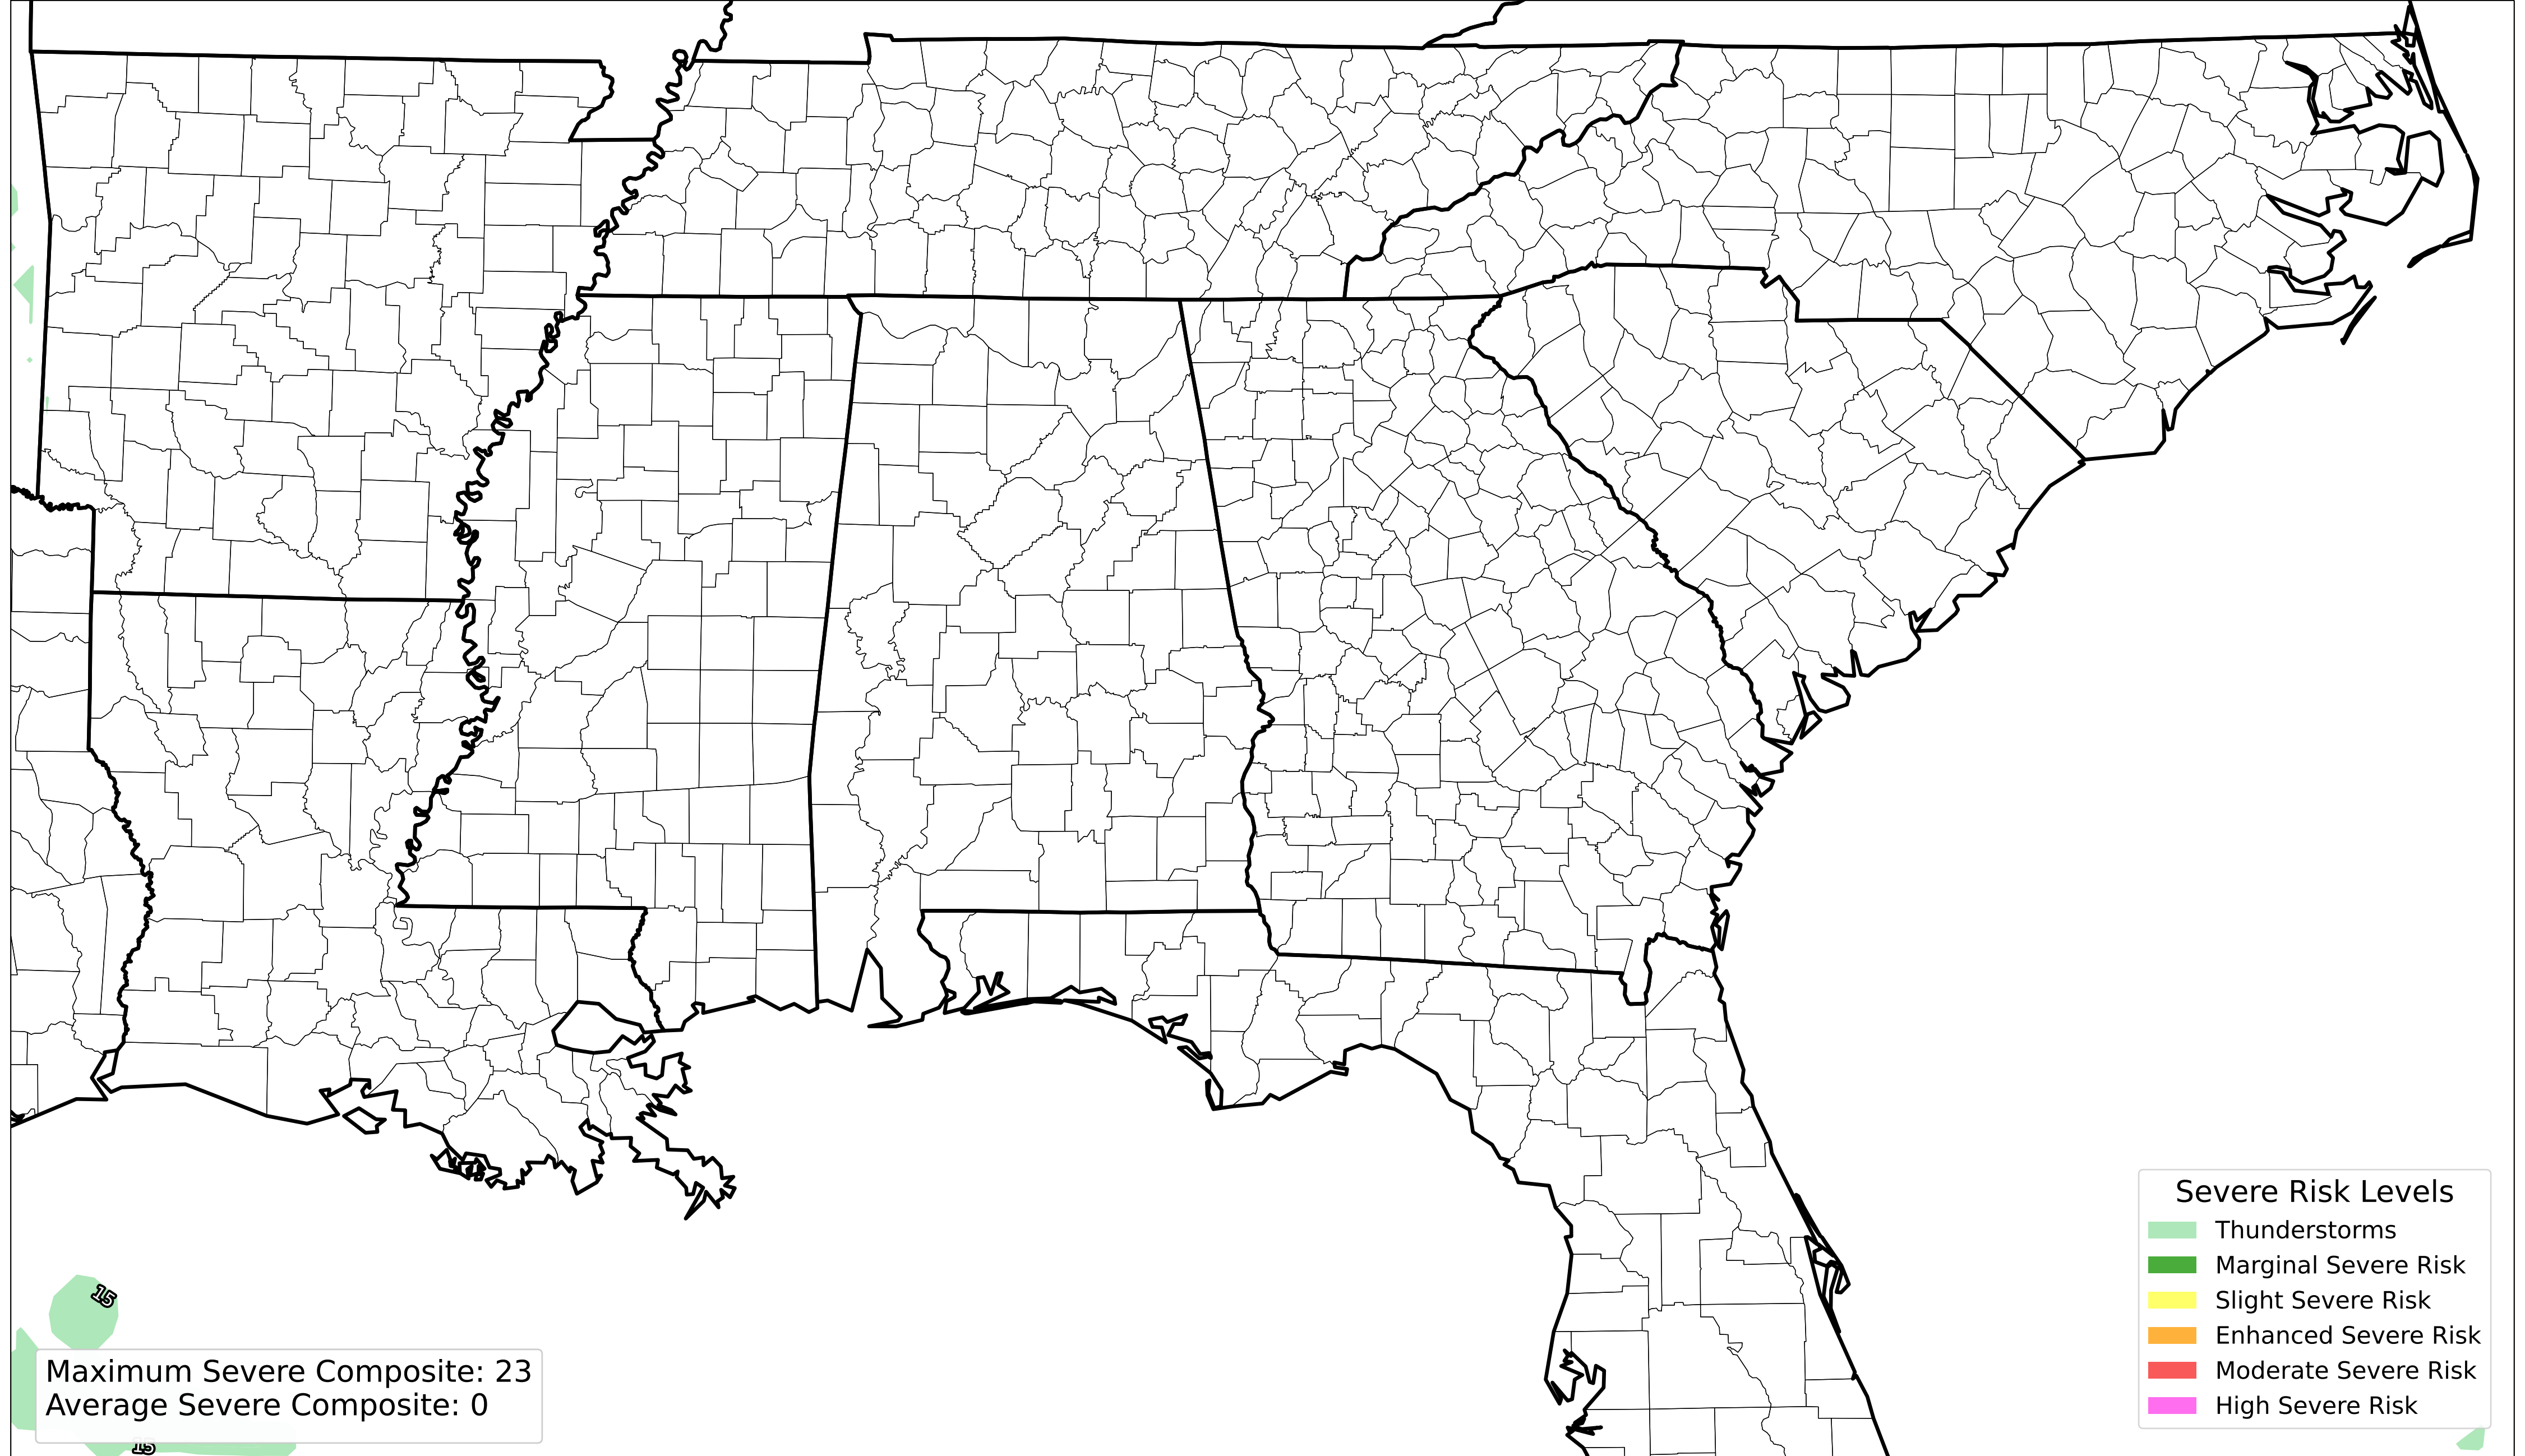 15
Maximum Severe Composite: 23
Average Severe Composite: 0
15
Severe Risk Levels
Thunderstorms
Marginal Severe Risk
Slight Severe Risk
Enhanced Severe Risk
Moderate Severe Risk
High Severe Risk